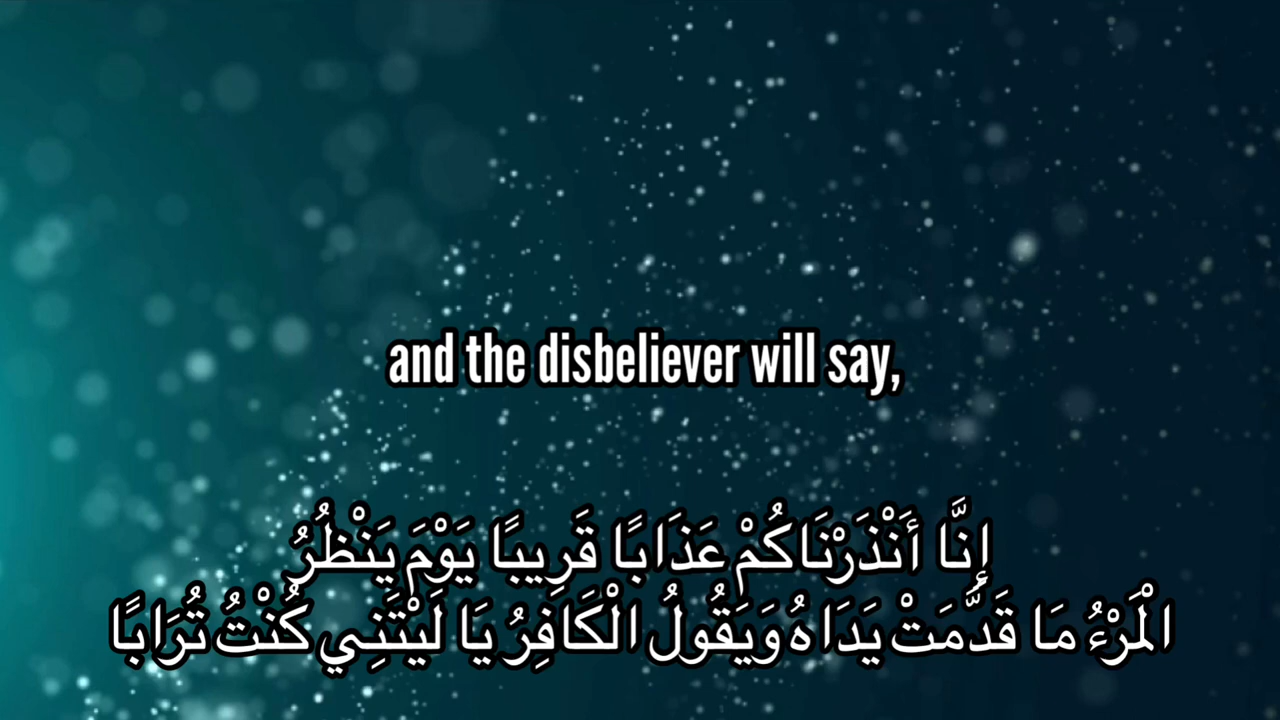 and the disbeliever will say,
إِنَّا أَنْذَرْنَاكُمْ عَذَابًا قَرِيبًا يَوْمَ يَنْظُرُ
الْمَرْءُ مَا قَدَّمَتْ يَدَاهُ وَيَقُولُ الْكَافِرُ يَا لَيْتَنِي كُنْتُ تُرَابًا